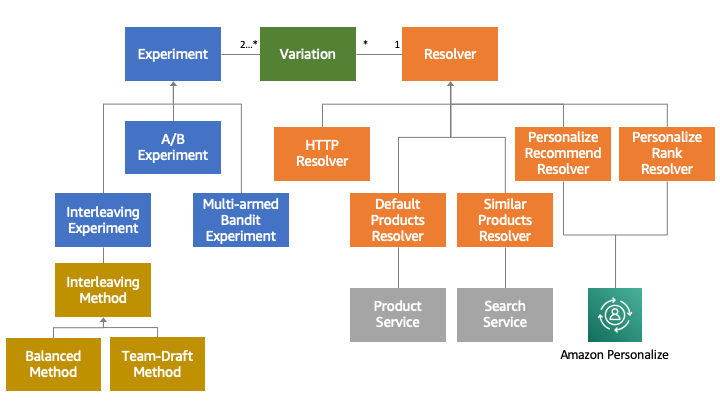 Experiment
2...*
Variation
*
1
Resolver
A/B
Experiment
HTTP
Resolver
Personalize
Recommend
Resolver
Personalize
Rank
Resolver
Interleaving
Experiment
Multi-armed
Bandit
Experiment
Default
Products
Resolver
Similar
Products
Resolver
Interleaving
Method
Product
Service
Search
Service
Balanced
Method
Team-Draft
Method
Amazon Personalize